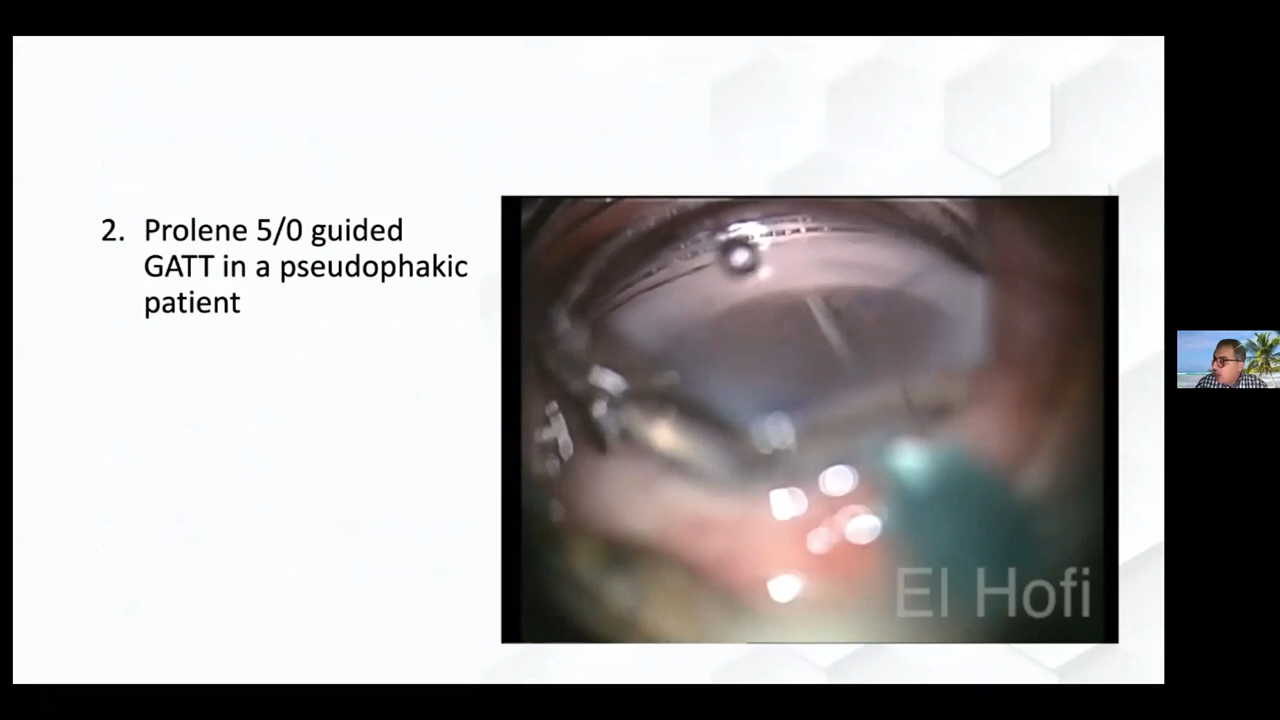 2. Prolene 5/0 guided
GATT in a pseudophakic
patient
El Hofi